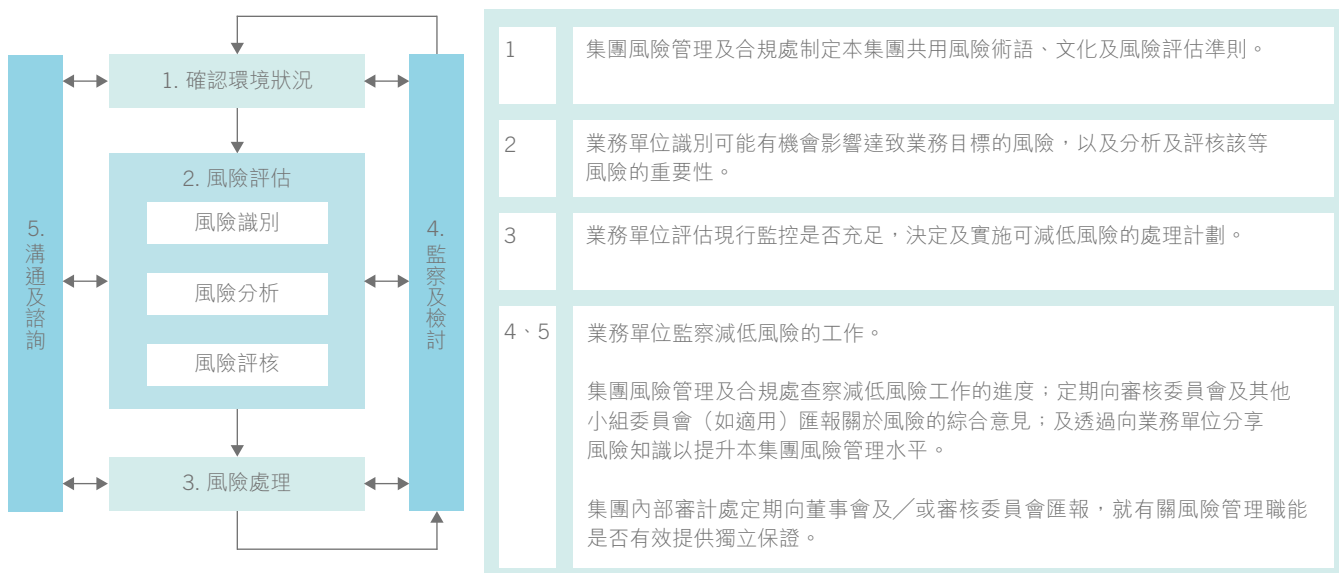 1. 確認環境狀況
2. 風險評估
風險識別
風險分析
風險評核
3. 風險處理
4. 監察及檢討
5. 溝通及諮詢
1
集團風險管理及合規處制定本集團共用風險術語、文化及風險評估準則。
2
業務單位識別可能有機會影響達致業務目標的風險,以及分析及評核該等
風險的重要性。
3
業務單位評估現行監控是否充足,決定及實施可減低風險的處理計劃。
4、5
業務單位監察減低風險的工作。
集團風險管理及合規處查察減低風險工作的進度;定期向審核委員會及其他
小組委員會(如適用)匯報關於風險的綜合意見;及透過向業務單位分享
風險知識以提升本集團風險管理水平。
集團內部審計處定期向董事會及╱或審核委員會匯報,就有關風險管理職能
是否有效提供獨立保證。